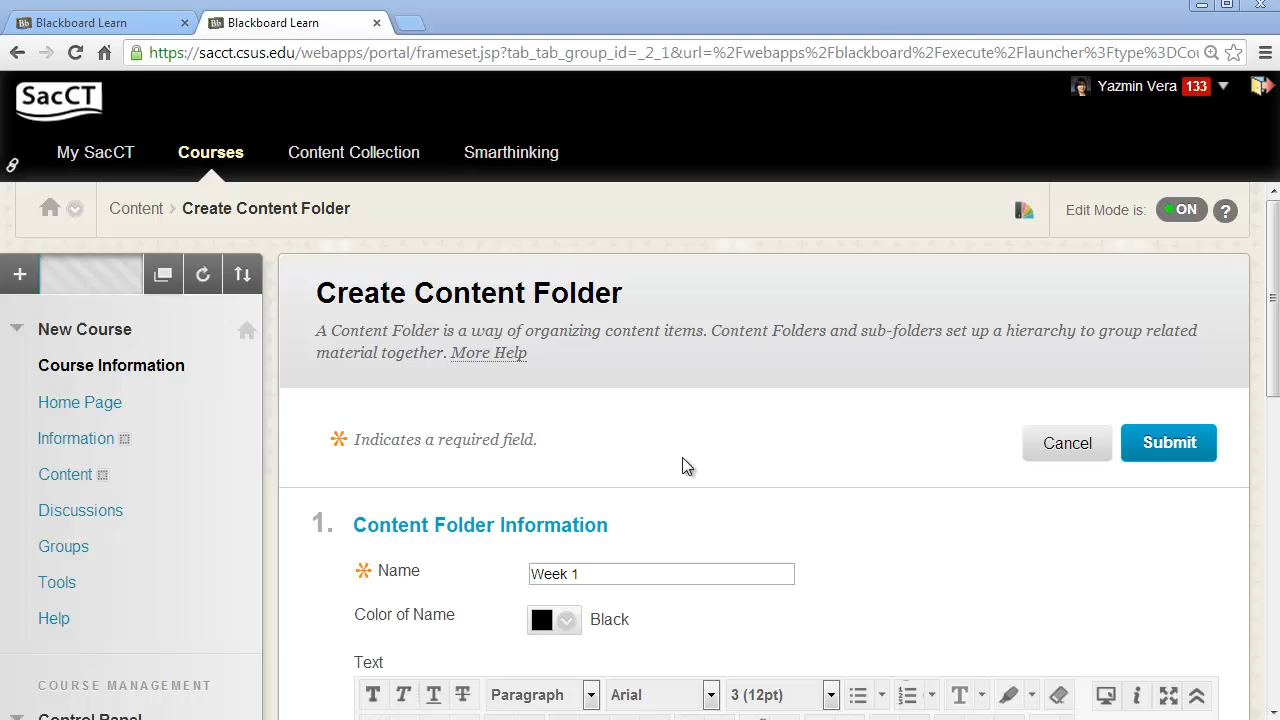 Blackboard Learn
Blackboard Learn
https://sacct.csus.edu/webapps/portal/frameset.jsp?tab_tab_group_id=_2_1&url=%2Fwebapps%2Fblackboard%2Fexecute%2Flauncher%3Ftype%3DCou
SacCT
Yazmin Vera 133
My SacCT Courses Content Collection Smarthinking
Content > Create Content Folder
Edit Mode is: ON ?
New Course
Course Information
Home Page
Information
Content
Discussions
Groups
Tools
Help
COURSE MANAGEMENT
Control Panel
Create Content Folder
A Content Folder is a way of organizing content items. Content Folders and sub-folders set up a hierarchy to group related
material together. More Help
Indicates a required field.
Cancel Submit
1. Content Folder Information
Name Week 1
Color of Name Black
Text
T T T T Paragraph Arial 3 (12pt) T